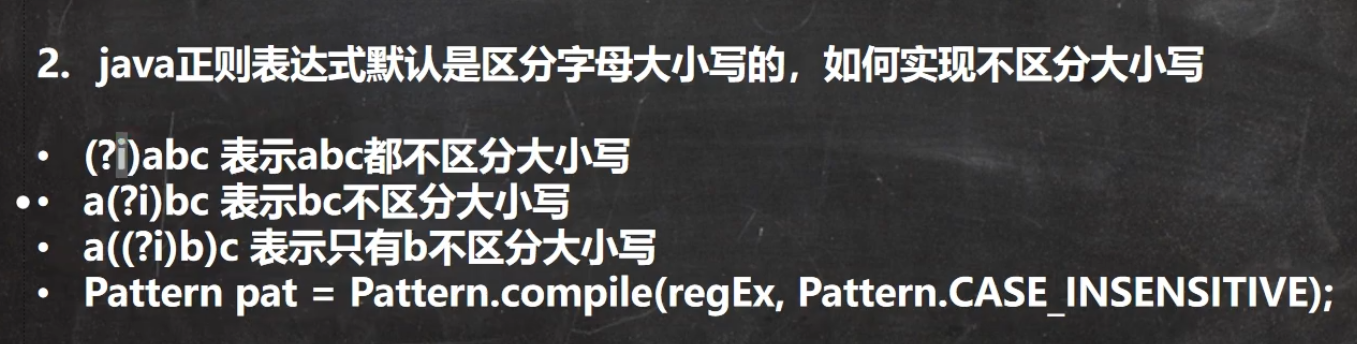 2. java正则表达式默认是区分字母大小写的，如何实现不区分大小写
• (?i)abc 表示abc都不区分大小写
• a(?i)bc 表示bc不区分大小写
• a((?i)b)c 表示只有b不区分大小写
• Pattern pat = Pattern.compile(regEx, Pattern.CASE_INSENSITIVE);